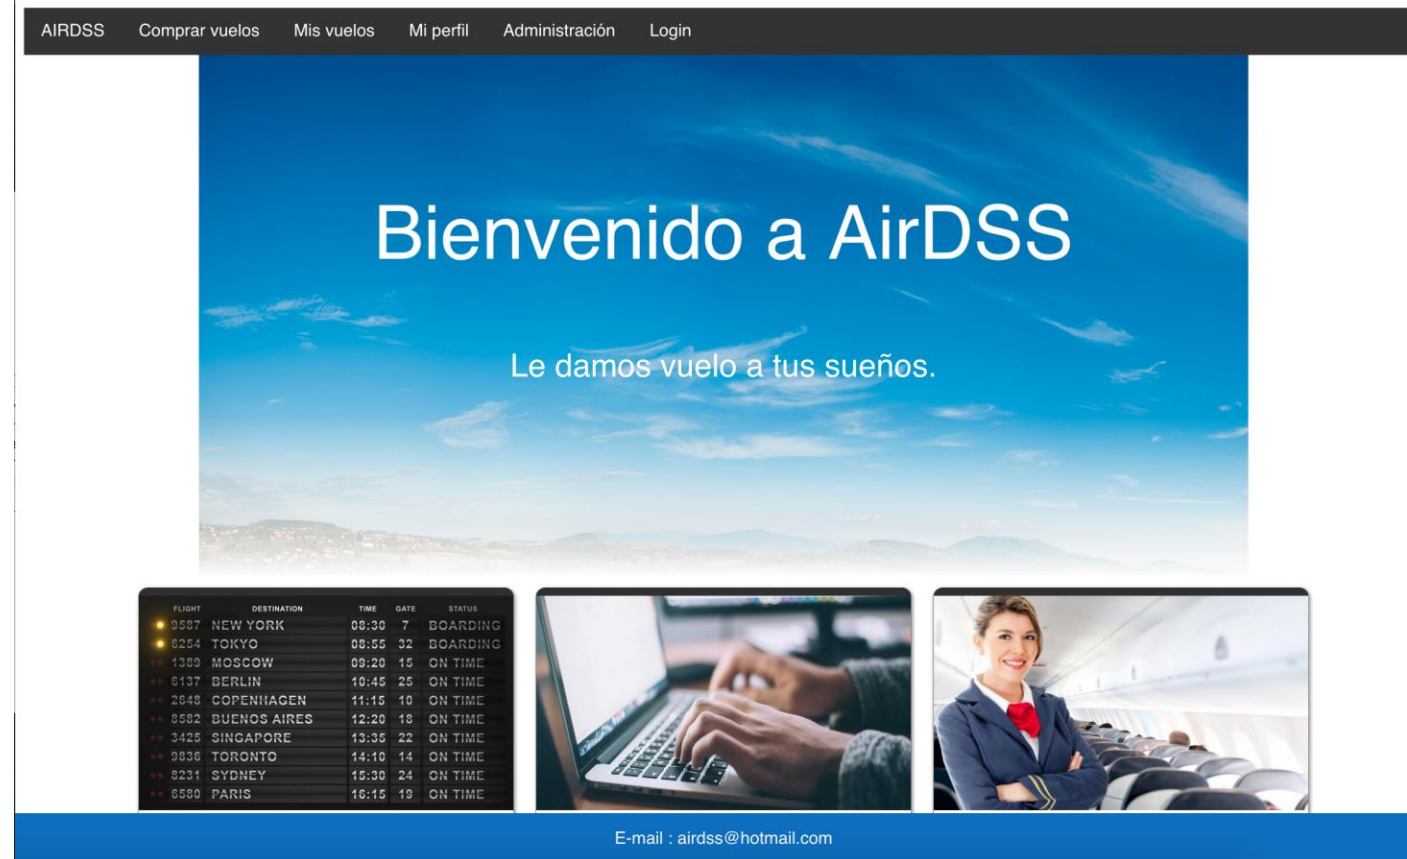 AIRDSS Comprar vuelos Mis vuelos Mi perfil Administración Login
Bienvenido a AirDSS
Le damos vuelo a tus sueños.
FLIGHT DESTINATION TIME GATE STATUS
9587 NEW YORK 08:30 7 BOARDING
8254 TOKYO 08:55 32 BOARDING
1389 MOSCOW 09:20 15 ON TIME
6137 BERLIN 10:45 25 ON TIME
2648 COPENHAGEN 11:15 10 ON TIME
8582 BUENOS AIRES 12:20 18 ON TIME
3425 SINGAPORE 13:35 22 ON TIME
9836 TORONTO 14:10 14 ON TIME
8231 SYDNEY 15:30 24 ON TIME
6580 PARIS 16:15 19 ON TIME
E-mail : airdss@hotmail.com